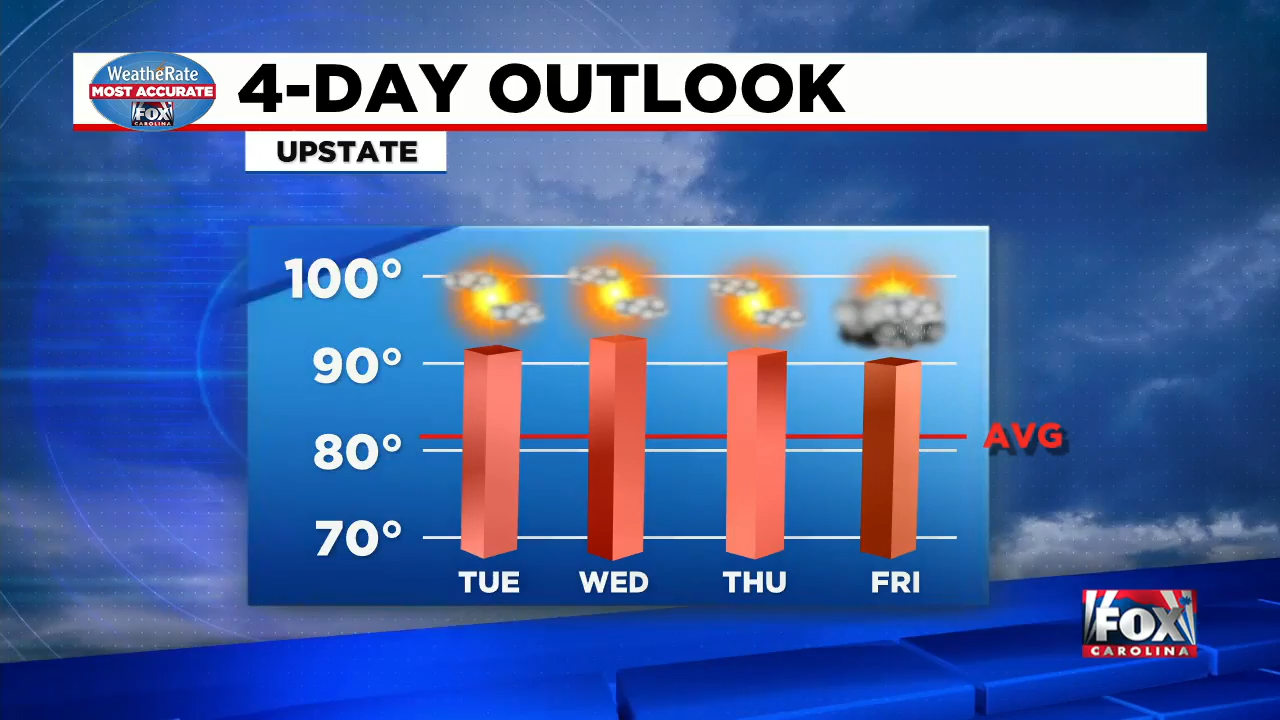 WeatheRate
MOST ACCURATE
FOX
CAROLINA
4-DAY OUTLOOK
UPSTATE
100°
90°
80°
70°
AVG
TUE WED THU FRI
FOX
CAROLINA